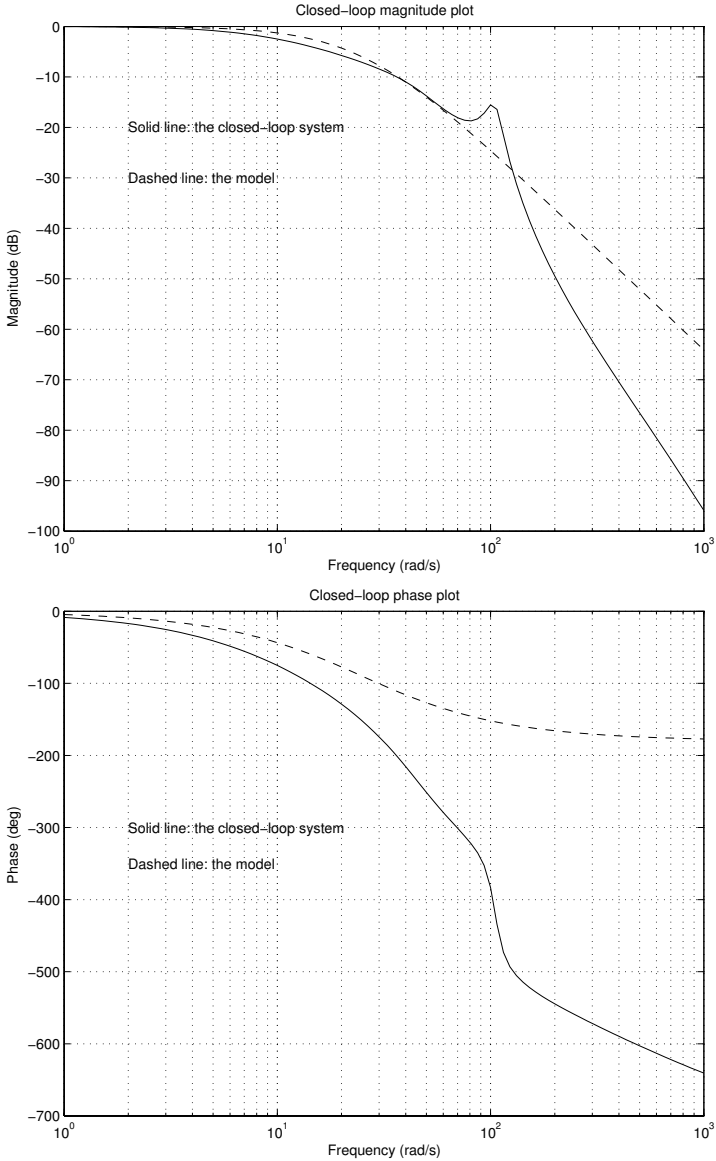 Closed−loop magnitude plot
0
−10
−20
−30
−40
−50
−60
−70
−80
−90
−100
Magnitude (dB)
Solid line: the closed−loop system
Dashed line: the model
10^0
10^1
10^2
10^3
Frequency (rad/s)
Closed−loop phase plot
0
−100
−200
−300
−400
−500
−600
−700
Phase (deg)
Solid line: the closed−loop system
Dashed line: the model
10^0
10^1
10^2
10^3
Frequency (rad/s)